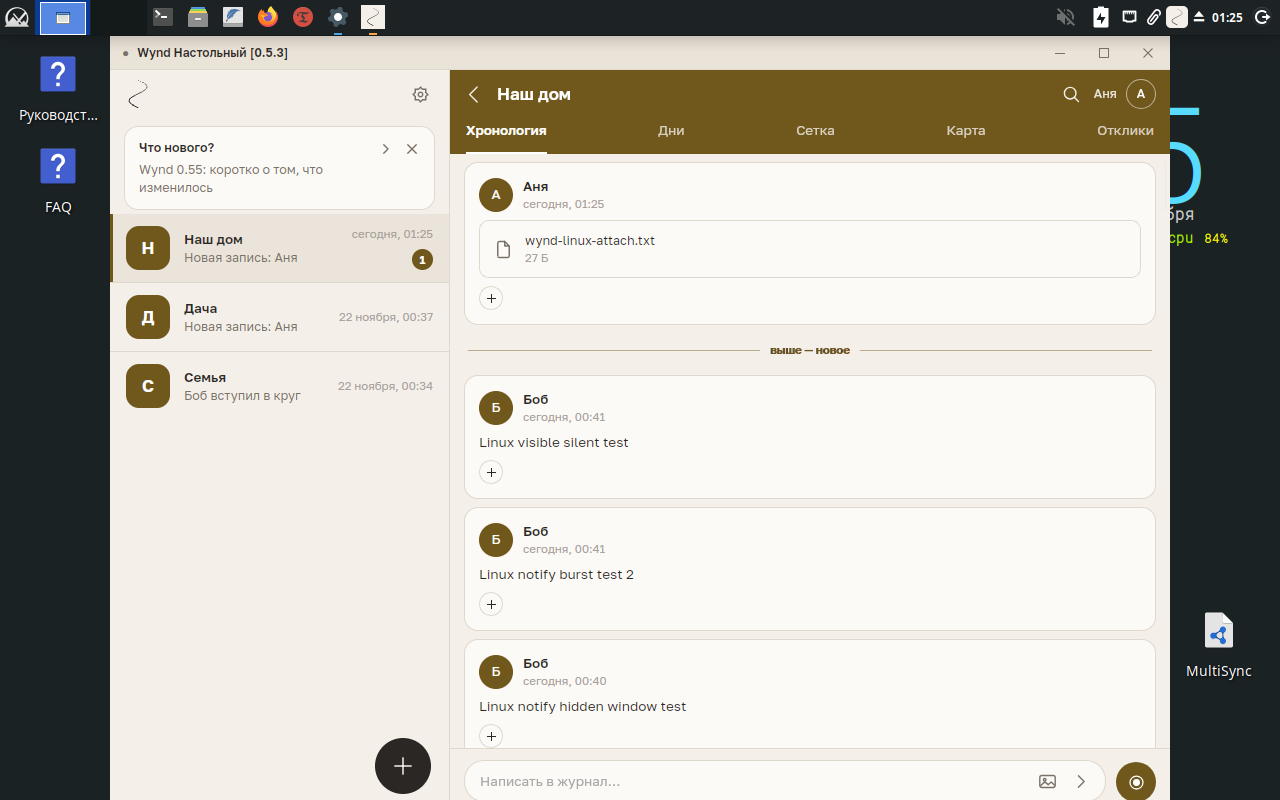 01:25
Руководст...
FAQ
MultiSync
бря
cpu 84%
Wynd Настольный [0.5.3]
Что нового?
Wynd 0.55: коротко о том, что
изменилось
Н
Наш дом
сегодня, 01:25
Новая запись: Аня
1
Д
Дача
22 ноября, 00:37
Новая запись: Аня
С
Семья
22 ноября, 00:34
Боб вступил в круг
Наш дом
Аня
А
Хронология
Дни
Сетка
Карта
Отклики
А
Аня
сегодня, 01:25
wynd-linux-attach.txt
27 Б
выше — новое
Б
Боб
сегодня, 00:41
Linux visible silent test
Б
Боб
сегодня, 00:41
Linux notify burst test 2
Б
Боб
сегодня, 00:40
Linux notify hidden window test
Написать в журнал...